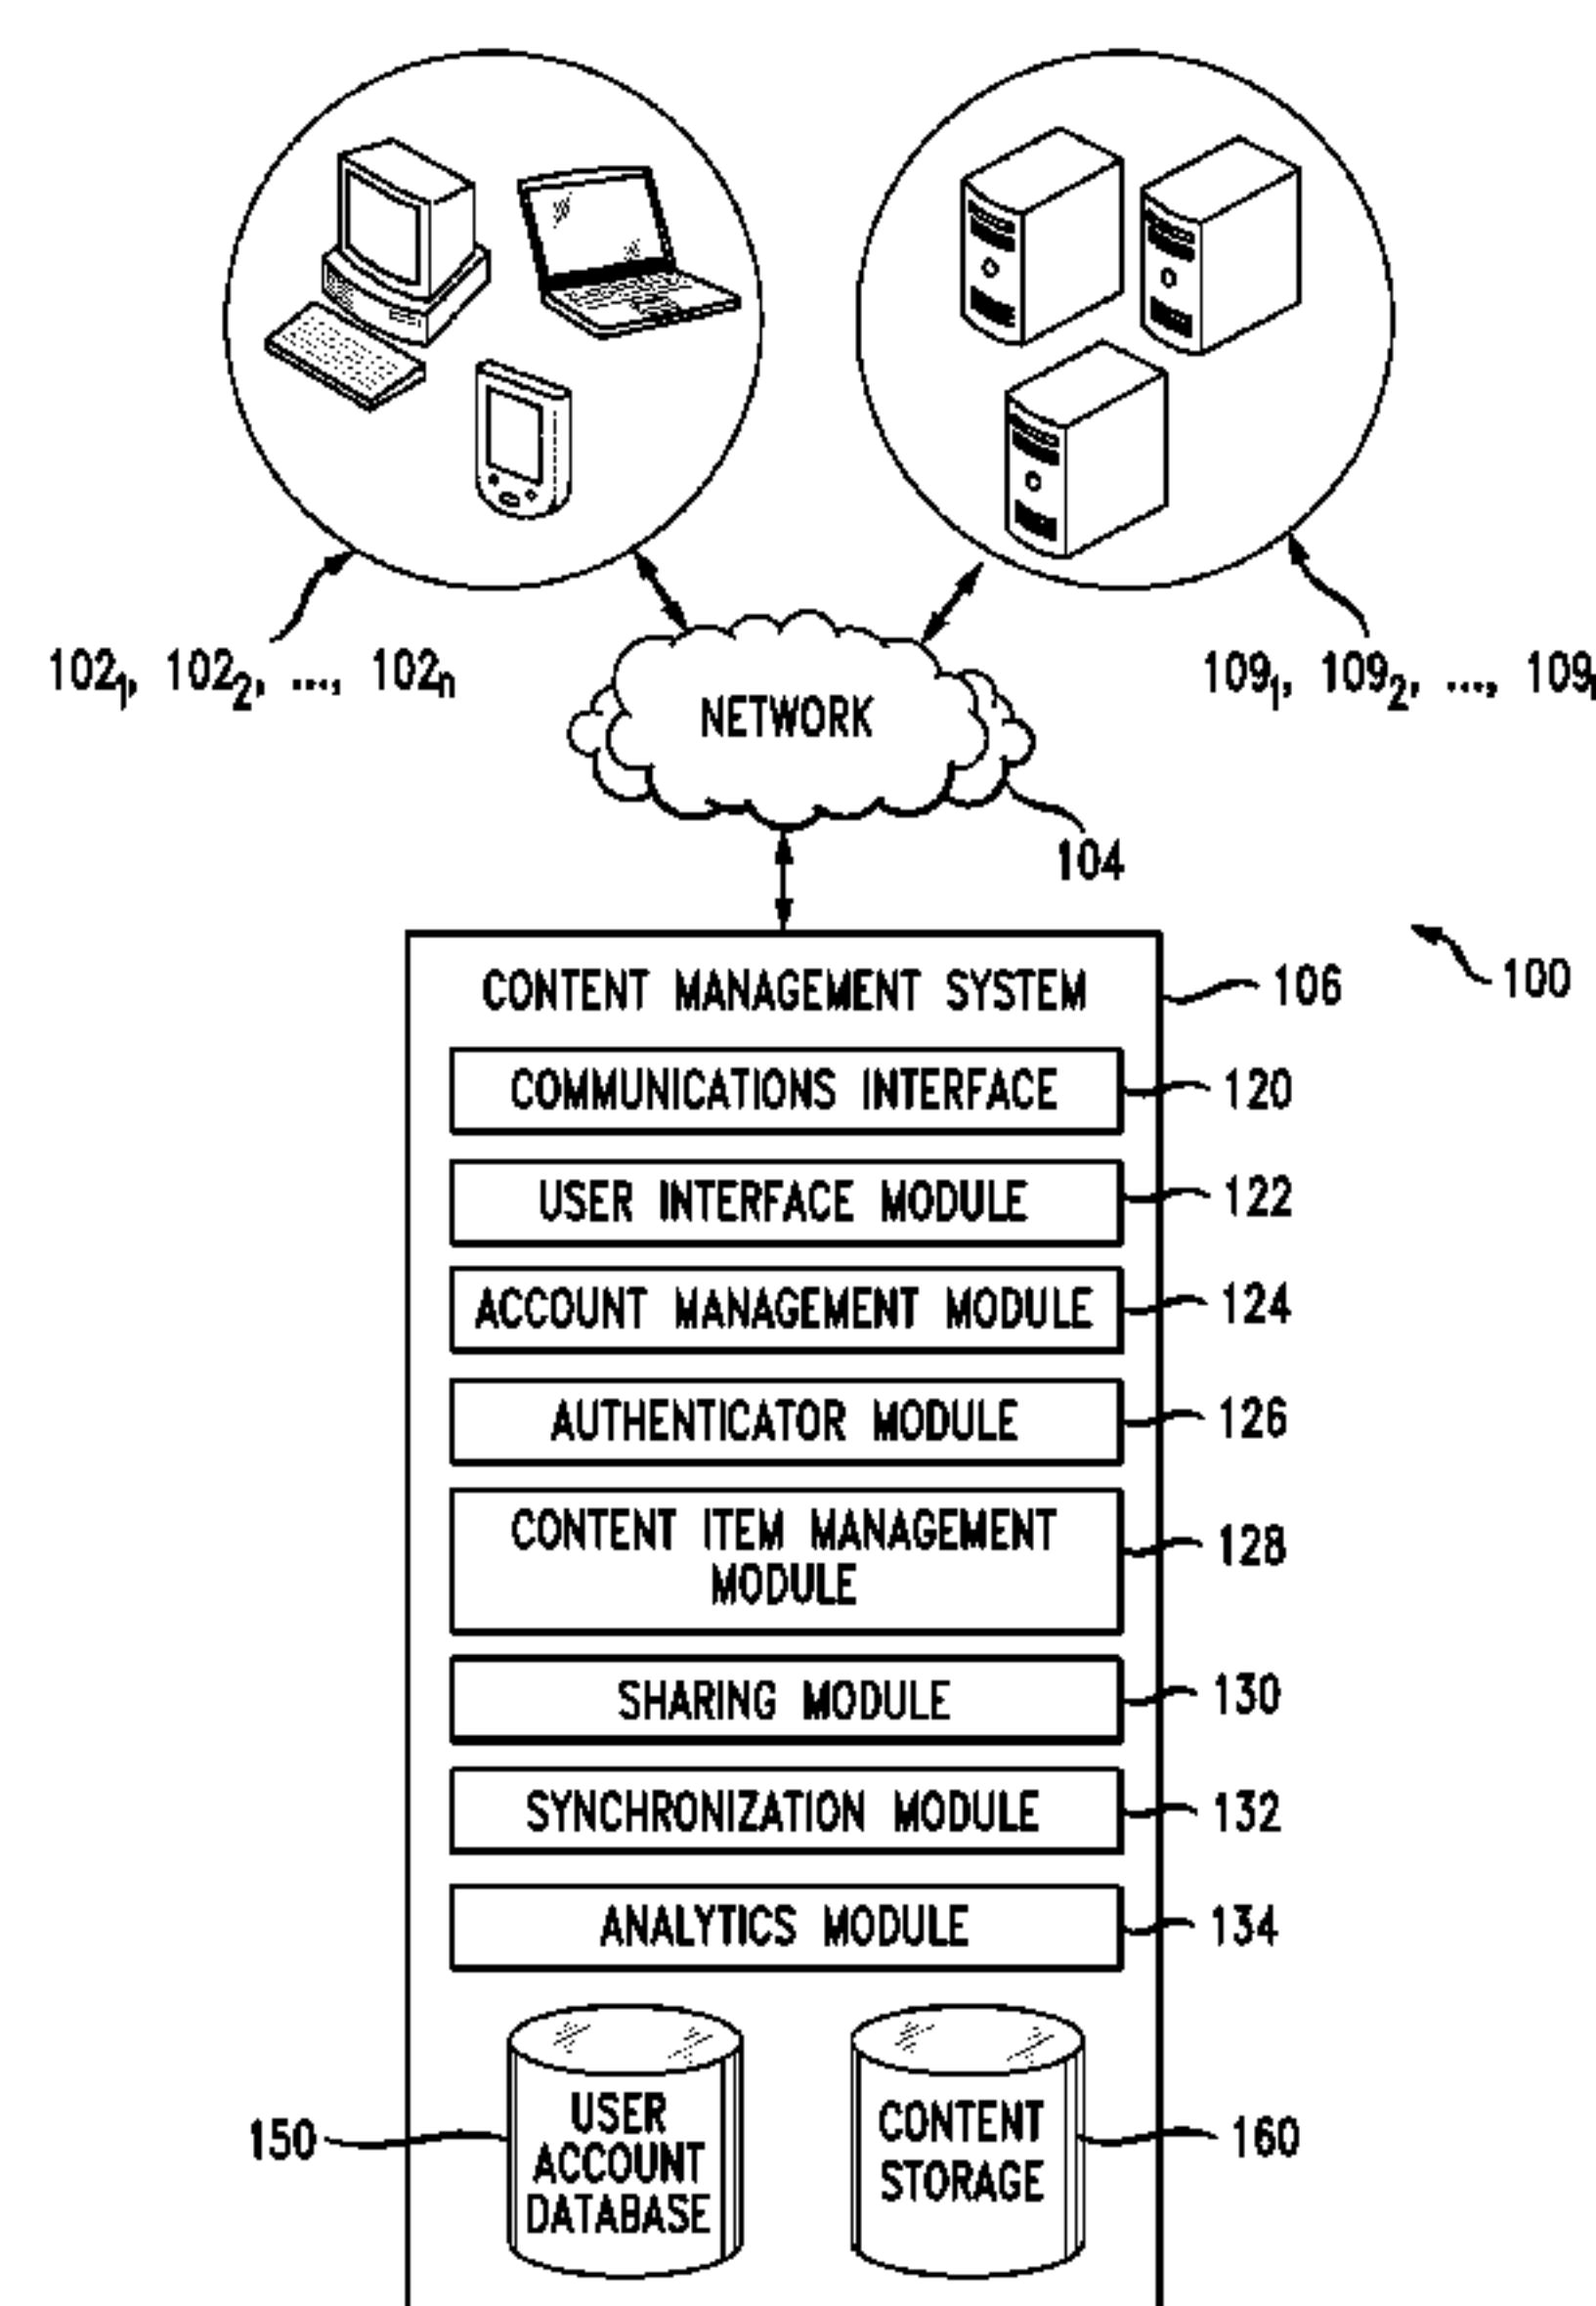 102₁, 102₂, ..., 102ₙ
109₁, 109₂, ...,
NETWORK
104
100
CONTENT MANAGEMENT SYSTEM
106
COMMUNICATIONS INTERFACE
120
USER INTERFACE MODULE
122
ACCOUNT MANAGEMENT MODULE
124
AUTHENTICATOR MODULE
126
CONTENT ITEM MANAGEMENT
MODULE
128
SHARING MODULE
130
SYNCHRONIZATION MODULE
132
ANALYTICS MODULE
134
150
USER
ACCOUNT
DATABASE
CONTENT
STORAGE
160